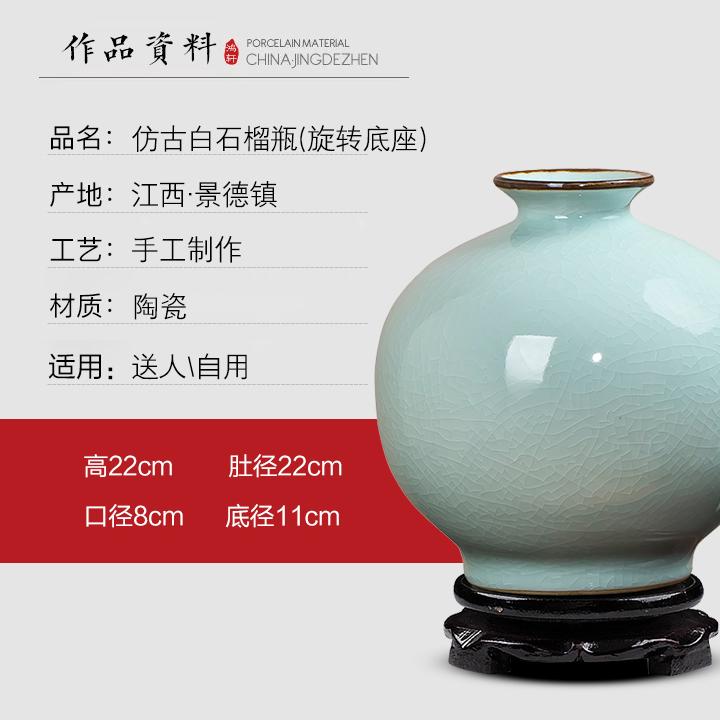 作品資料 鸿轩 PORCELAIN MATERIAL
CHINA·JINGDEZHEN
品名：仿古白石榴瓶(旋转底座)
产地：江西·景德镇
工艺：手工制作
材质：陶瓷
适用：送人\自用
高22cm 肚径22cm
口径8cm 底径11cm